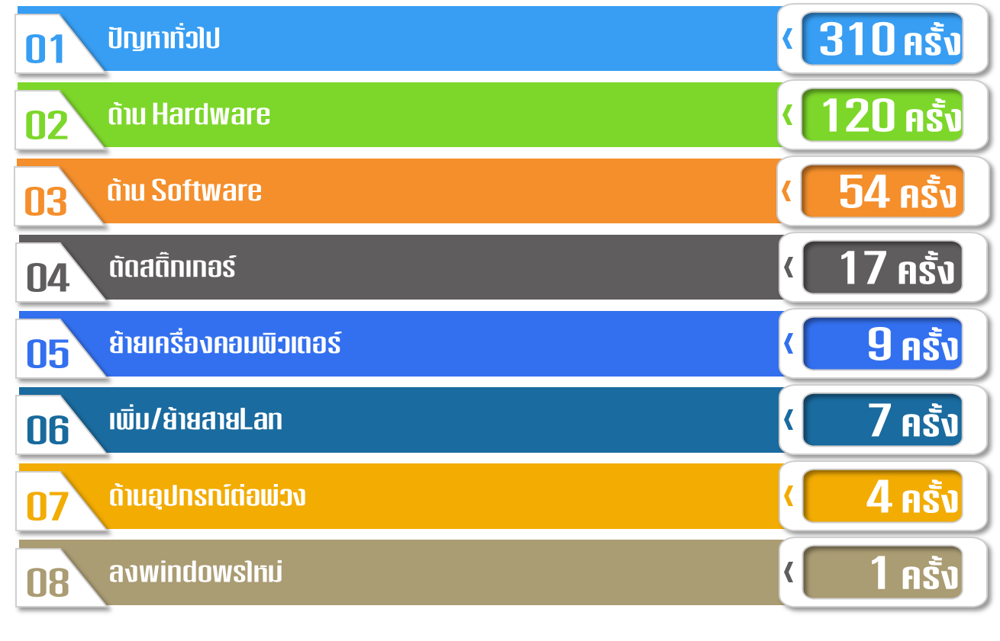 01 ปัญหาทั่วไป 310 ครั้ง
02 ด้าน Hardware 120 ครั้ง
03 ด้าน Software 54 ครั้ง
04 ตัดสติ๊กเกอร์ 17 ครั้ง
05 ย้ายเครื่องคอมพิวเตอร์ 9 ครั้ง
06 เพิ่ม/ย้ายสายLan 7 ครั้ง
07 ด้านอุปกรณ์ต่อพ่วง 4 ครั้ง
08 ลงwindowsใหม่ 1 ครั้ง